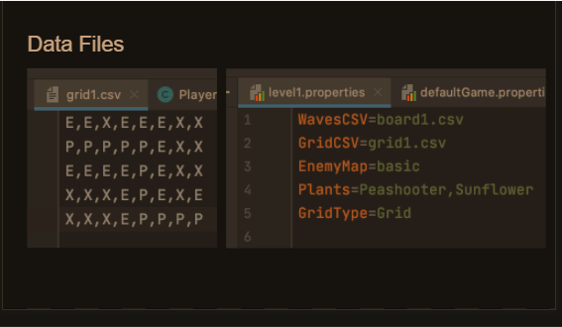 Data Files
grid1.csv
Player
E,E,X,E,E,E,X,X
P,P,P,P,P,E,X,X
E,E,E,E,P,E,X,X
X,X,X,E,P,E,X,E
X,X,X,E,P,P,P,P
level1.properties
defaultGame.properti
1 WavesCSV=board1.csv
2 GridCSV=grid1.csv
3 EnemyMap=basic
4 Plants=Peashooter,Sunflower
5 GridType=Grid
6